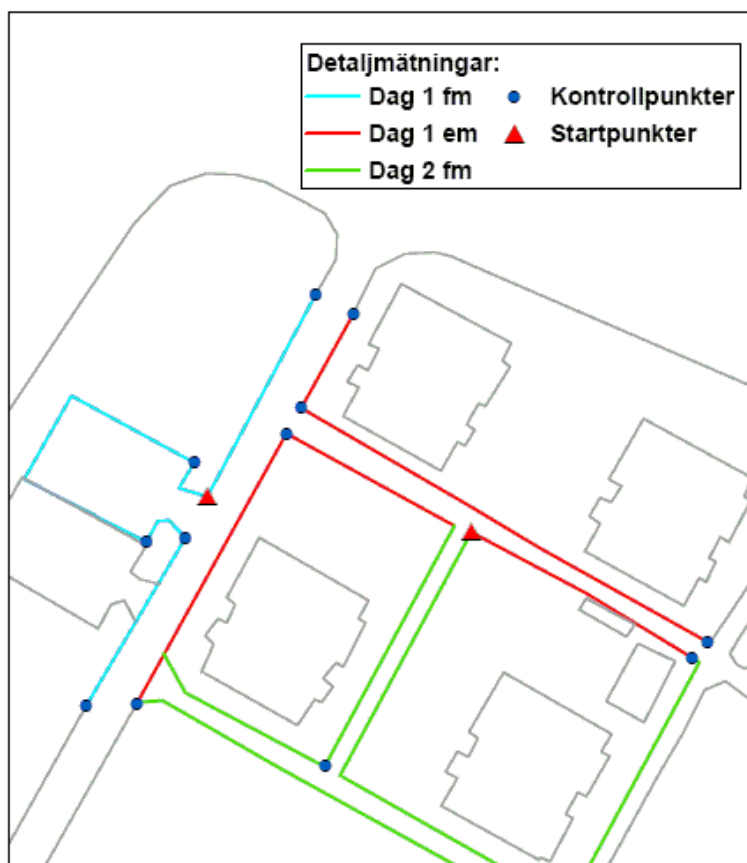 Detaljmätningar:
Dag 1 fm
Kontrollpunkter
Dag 1 em
Startpunkter
Dag 2 fm